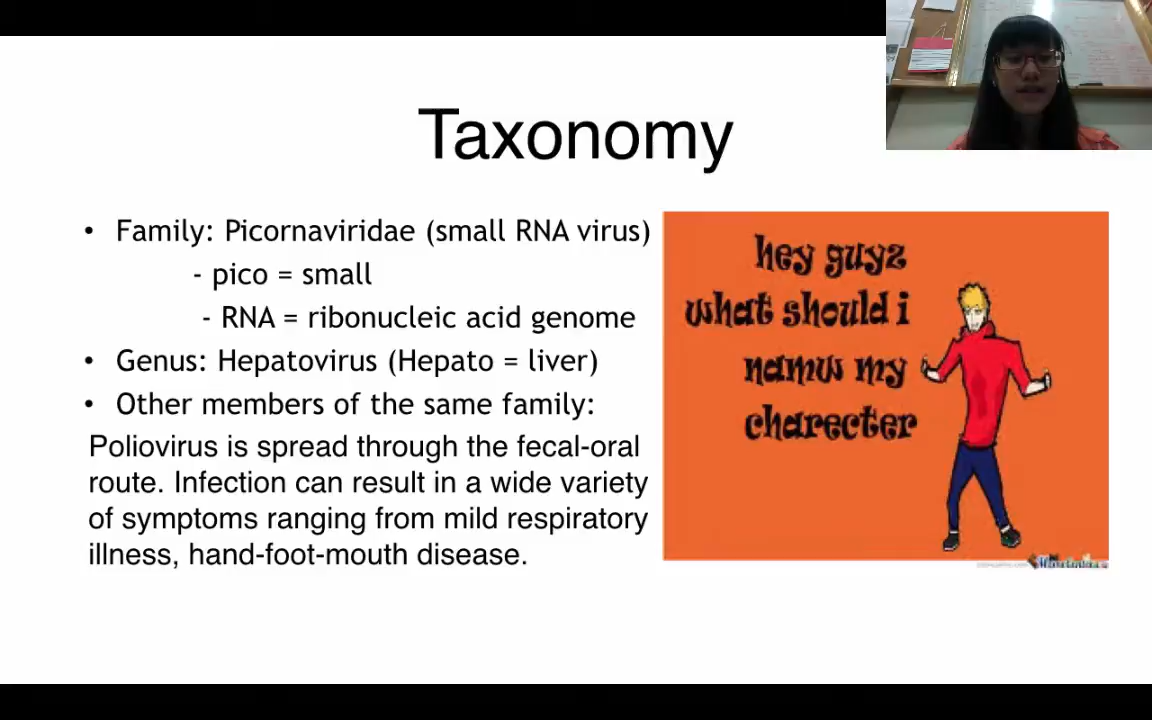 Taxonomy
• Family: Picornaviridae (small RNA virus)
- pico = small
- RNA = ribonucleic acid genome
• Genus: Hepatovirus (Hepato = liver)
• Other members of the same family:
Poliovirus is spread through the fecal-oral
route. Infection can result in a wide variety
of symptoms ranging from mild respiratory
illness, hand-foot-mouth disease.
hey guyz
what should i
namw my
charecter